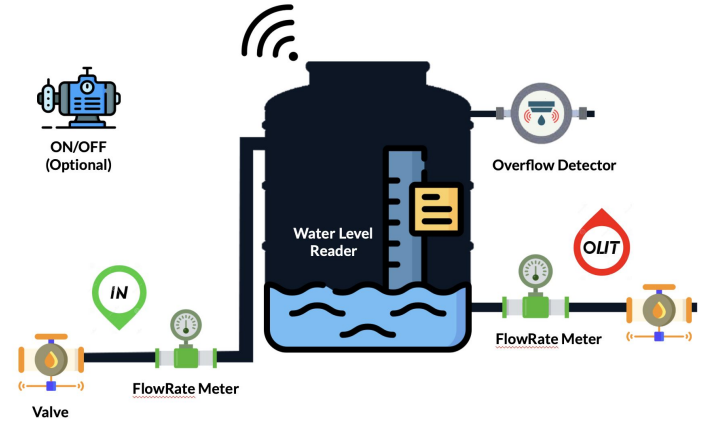 ON/OFF
(Optional)
Overflow Detector
Water Level
Reader
OUT
IN
FlowRate Meter
FlowRate Meter
Valve